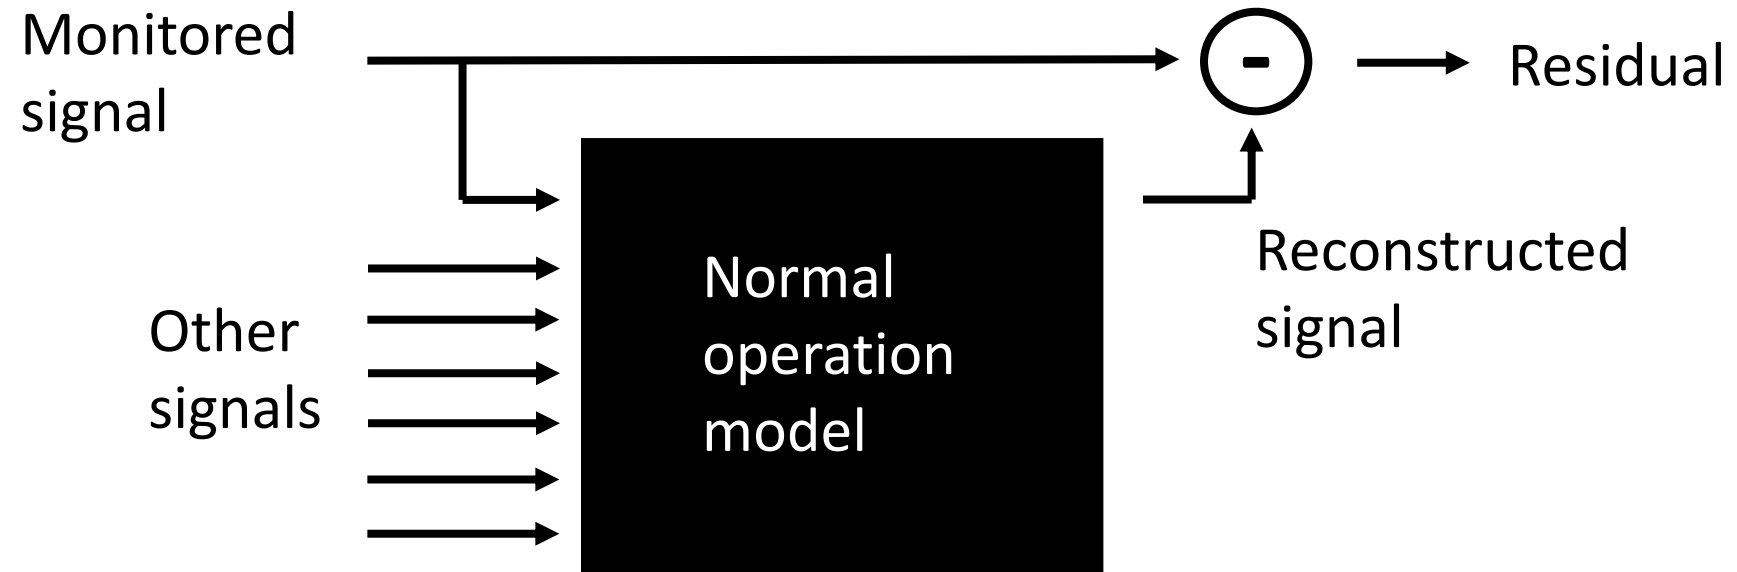 Monitored
signal
-
Residual
Normal
operation
model
Reconstructed
signal
Other
signals